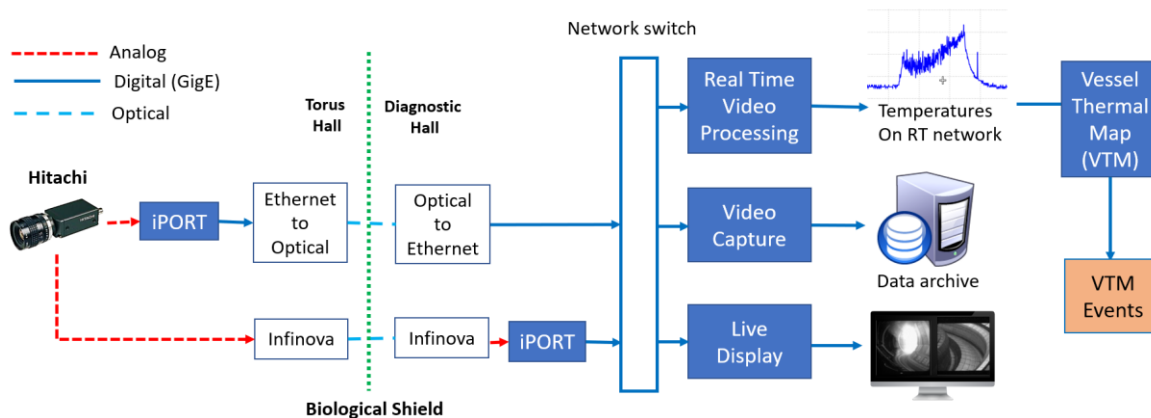 Analog
Digital (GigE)
Optical
Torus
Hall
Diagnostic
Hall
Network switch
Hitachi
iPORT
Ethernet
to
Optical
Optical
to
Ethernet
Infinova
Infinova
iPORT
Biological Shield
Real Time
Video
Processing
Temperatures
On RT network
Vessel
Thermal
Map
(VTM)
Video
Capture
Data archive
VTM
Events
Live
Display